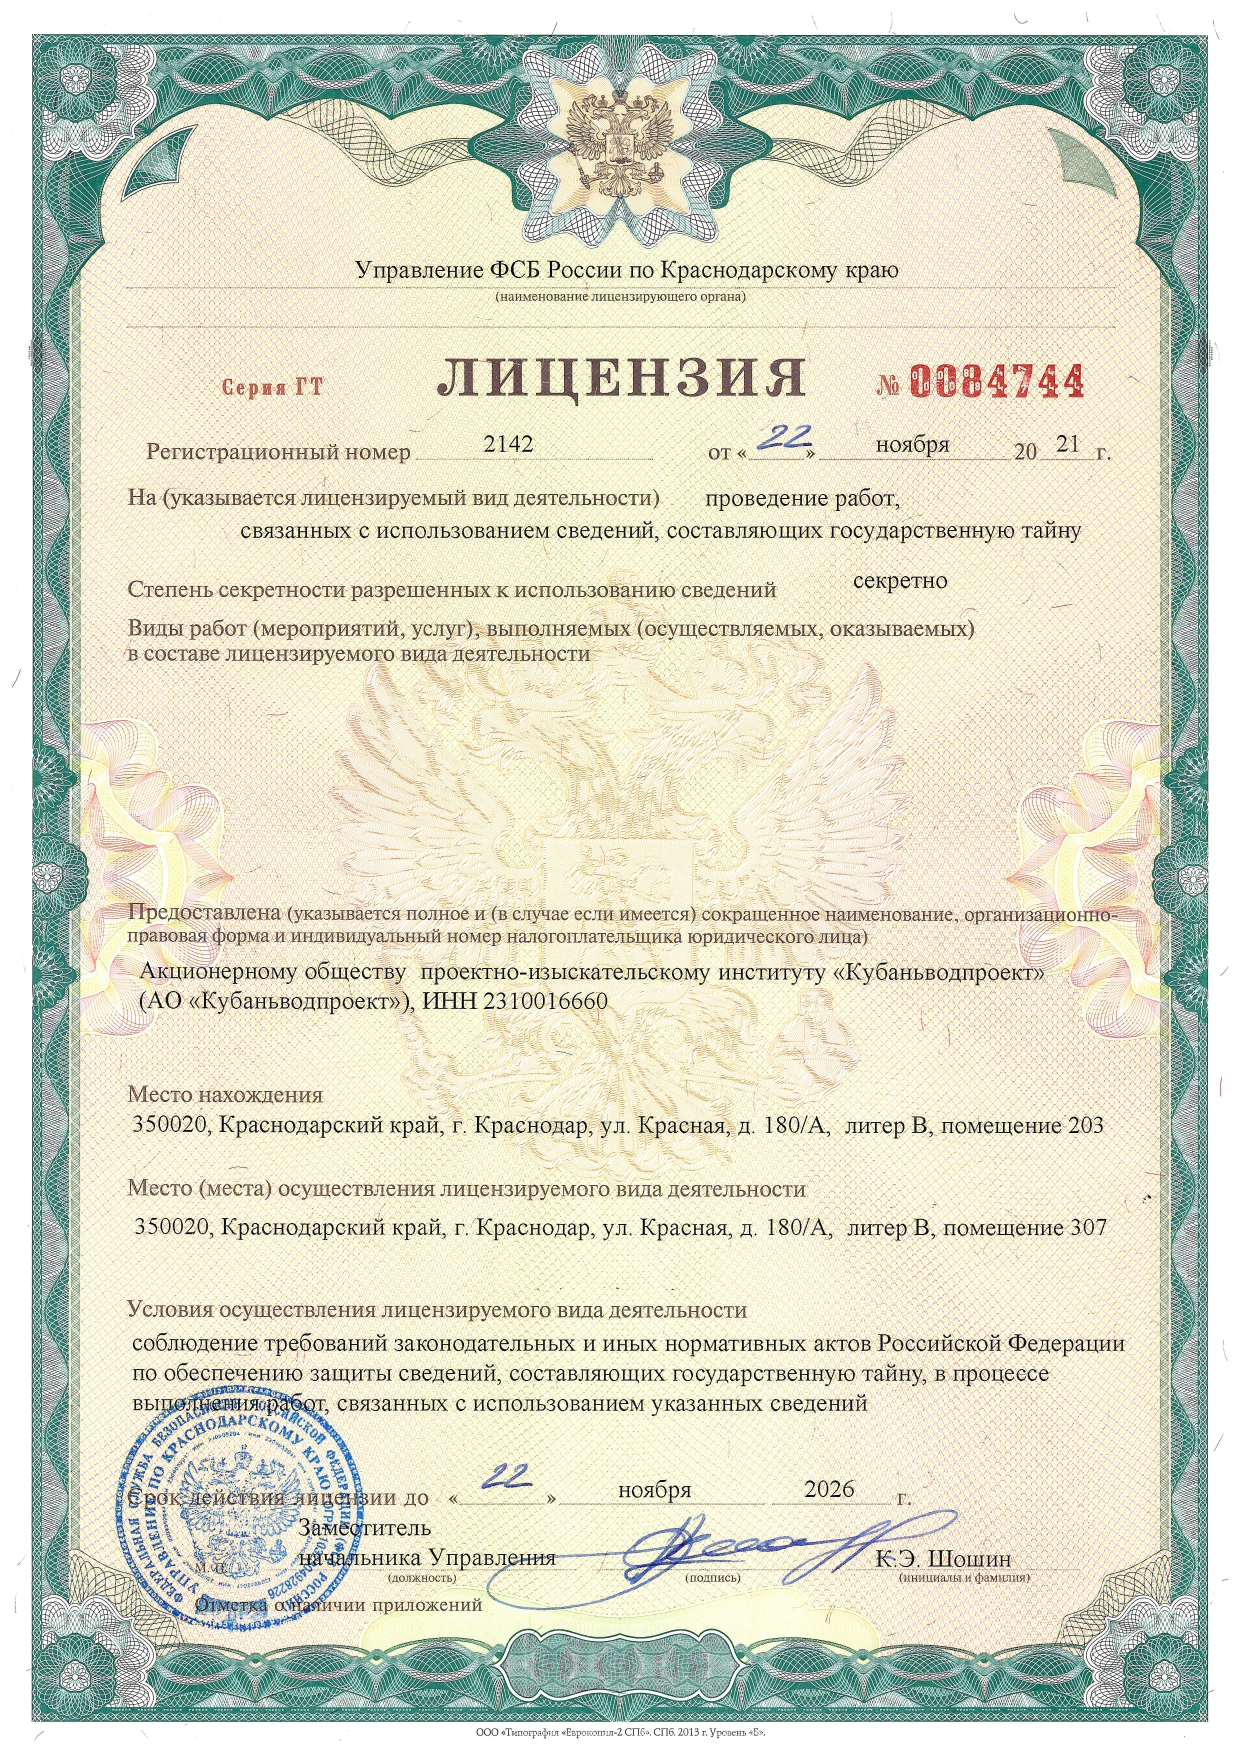 Управление ФСБ России по Краснодарскому краю
(наименование лицензирующего органа)
Серия ГТ ЛИЦЕНЗИЯ № 0084744
Регистрационный номер 2142 от «22» ноября 20 21 г.
На (указывается лицензируемый вид деятельности) проведение работ,
связанных с использованием сведений, составляющих государственную тайну
Степень секретности разрешенных к использованию сведений секретно
Виды работ (мероприятий, услуг), выполняемых (осуществляемых, оказываемых)
в составе лицензируемого вида деятельности
Предоставлена (указывается полное и (в случае если имеется) сокращенное наименование, организационно-
правовая форма и индивидуальный номер налогоплательщика юридического лица)
Акционерному обществу проектно-изыскательскому институту «Кубаньводпроект»
(АО «Кубаньводпроект»), ИНН 2310016660
Место нахождения
350020, Краснодарский край, г. Краснодар, ул. Красная, д. 180/А, литер В, помещение 203
Место (места) осуществления лицензируемого вида деятельности
350020, Краснодарский край, г. Краснодар, ул. Красная, д. 180/А, литер В, помещение 307
Условия осуществления лицензируемого вида деятельности
соблюдение требований законодательных и иных нормативных актов Российской Федерации
по обеспечению защиты сведений, составляющих государственную тайну, в процессе
выполнения работ, связанных с использованием указанных сведений
Срок действия лицензии до «22» ноября 2026 г.
Заместитель
начальника Управления К.Э. Шошин
(должность) (подпись) (инициалы и фамилия)
М.П.
Отметка о наличии приложений
ФЕДЕРАЛЬНАЯ СЛУЖБА БЕЗОПАСНОСТИ РОССИЙСКОЙ ФЕДЕРАЦИИ (ФСБ РОССИИ)
УПРАВЛЕНИЕ ПО КРАСНОДАРСКОМУ КРАЮ
ООО «Типография «Еврокопия-2 СПб». СПб. 2013 г. Уровень «Б».